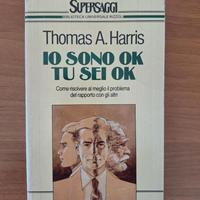 SUPERSAGGI
BIBLIOTECA UNIVERSALE RIZZOLI
Thomas A. Harris
IO SONO OK
TU SEI OK
Come risolvere al meglio il problema
del rapporto con gli altri